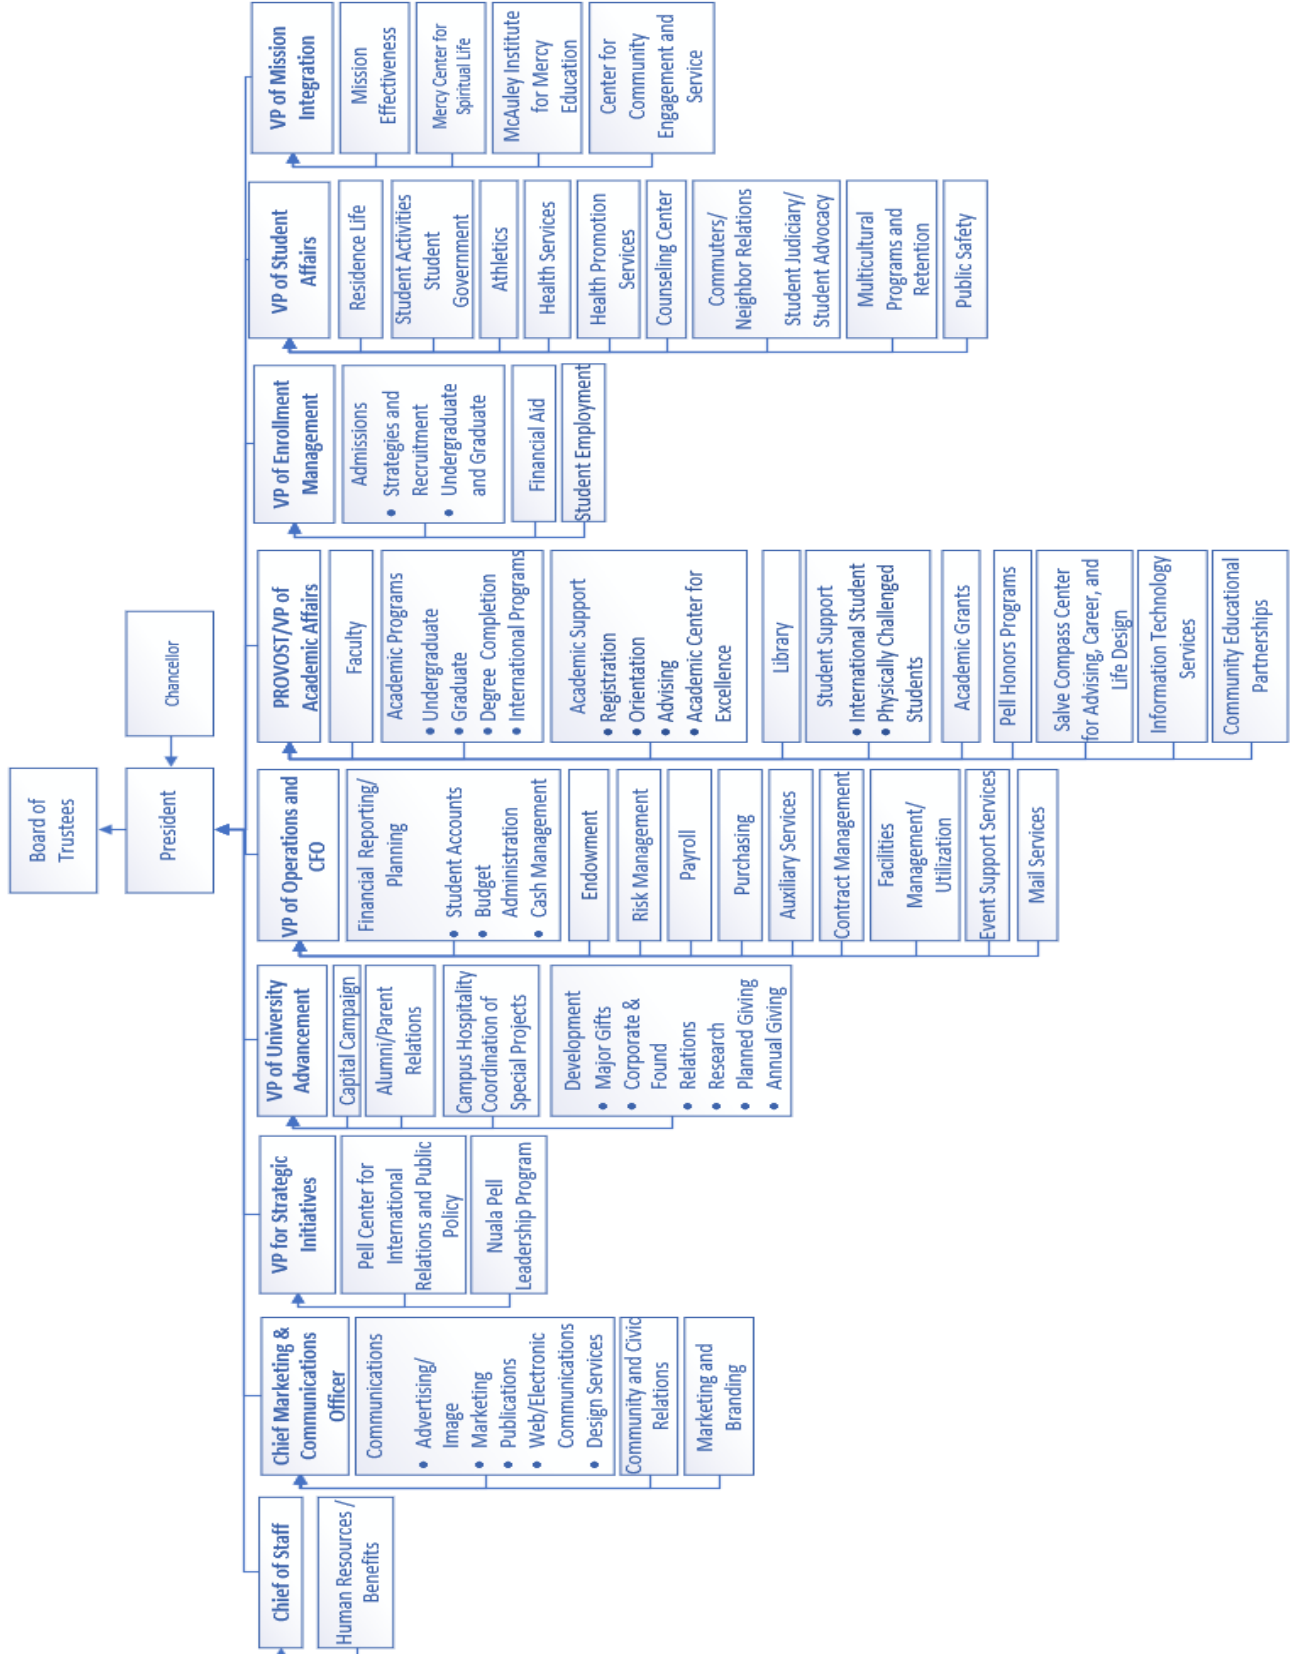 Board of
Trustees
President
Chancellor
Chief of Staff
Human Resources /
Benefits
Chief Marketing &
Communications
Officer
Communications
• Advertising/
Image
• Marketing
• Publications
• Web/Electronic
Communications
• Design Services
Community and Civic
Relations
Marketing and
Branding
VP for Strategic
Initiatives
Pell Center for
International
Relations and Public
Policy
Nuala Pell
Leadership Program
VP of University
Advancement
Capital Campaign
Alumni/Parent
Relations
Campus Hospitality
Coordination of
Special Projects
Development
• Major Gifts
• Corporate &
Found
• Relations
• Research
• Planned Giving
• Annual Giving
VP of Operations and
CFO
Financial Reporting/
Planning
• Student Accounts
• Budget
Administration
• Cash Management
Endowment
Risk Management
Payroll
Purchasing
Auxiliary Services
Contract Management
Facilities
Management/
Utilization
Event Support Services
Mail Services
PROVOST/VP of
Academic Affairs
Faculty
Academic Programs
• Undergraduate
• Graduate
• Degree Completion
• International Programs
Academic Support
• Registration
• Orientation
• Advising
• Academic Center for
Excellence
Library
Student Support
• International Student
• Physically Challenged
Students
Academic Grants
Pell Honors Programs
Salve Compass Center
for Advising, Career, and
Life Design
Information Technology
Services
Community Educational
Partnerships
VP of Enrollment
Management
Admissions
• Strategies and
Recruitment
• Undergraduate
and Graduate
Financial Aid
Student Employment
VP of Student
Affairs
Residence Life
Student Activities
Student
Government
Athletics
Health Services
Health Promotion
Services
Counseling Center
Commuters/
Neighbor Relations
Student Judiciary/
Student Advocacy
Multicultural
Programs and
Retention
Public Safety
VP of Mission
Integration
Mission
Effectiveness
Mercy Center for
Spiritual Life
McAuley Institute
for Mercy
Education
Center for
Community
Engagement and
Service